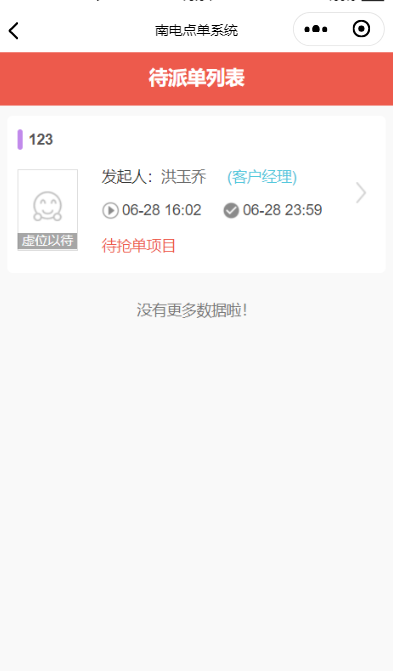 南电点单系统
待派单列表
123
发起人：洪玉乔 (客户经理)
06-28 16:02 06-28 23:59
虚位以待
待抢单项目
没有更多数据啦！